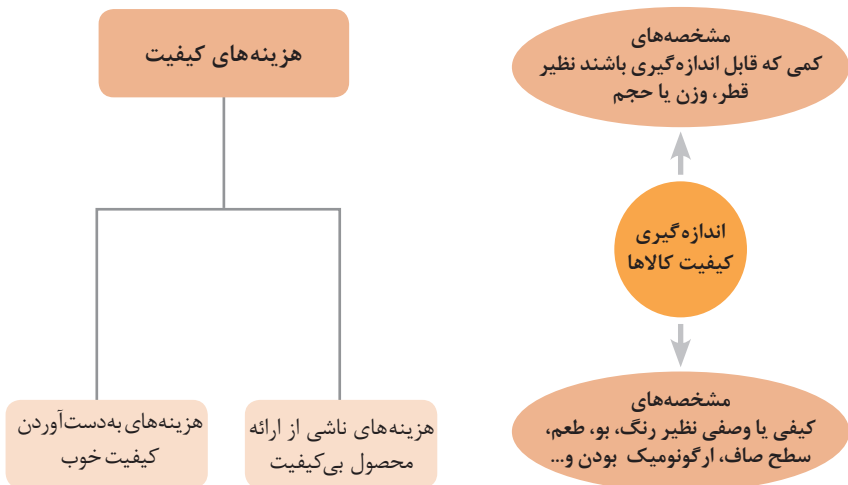 مشخصه‌های
کمی که قابل اندازه‌گیری باشند نظیر
قطر، وزن یا حجم
اندازه‌گیری
کیفیت کالاها
مشخصه‌های
کیفی یا وصفی نظیر رنگ، بو، طعم،
سطح صاف، ارگونومیک بودن و...
هزینه‌های کیفیت
هزینه‌های ناشی از ارائه
محصول بی‌کیفیت
هزینه‌های به‌دست‌آوردن
کیفیت خوب